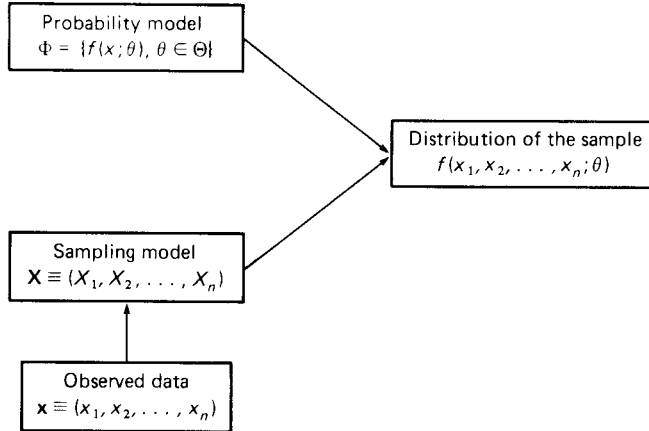 Probability model
Φ = {f(x; θ), θ ∈ Θ}
Distribution of the sample
f(x₁, x₂, . . . , xₙ; θ)
Sampling model
X ≡ (X₁, X₂, . . . , Xₙ)
Observed data
x ≡ (x₁, x₂, . . . , xₙ)